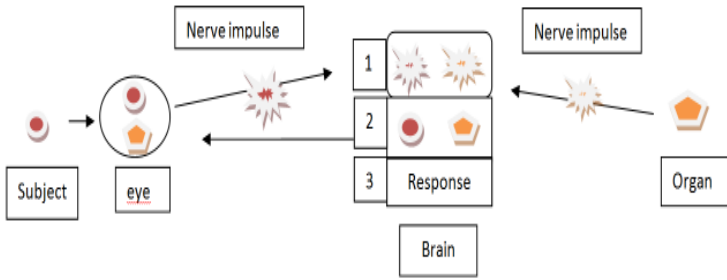 Nerve impulse
Nerve impulse
1
2
3
Response
Subject
eye
Organ
Brain